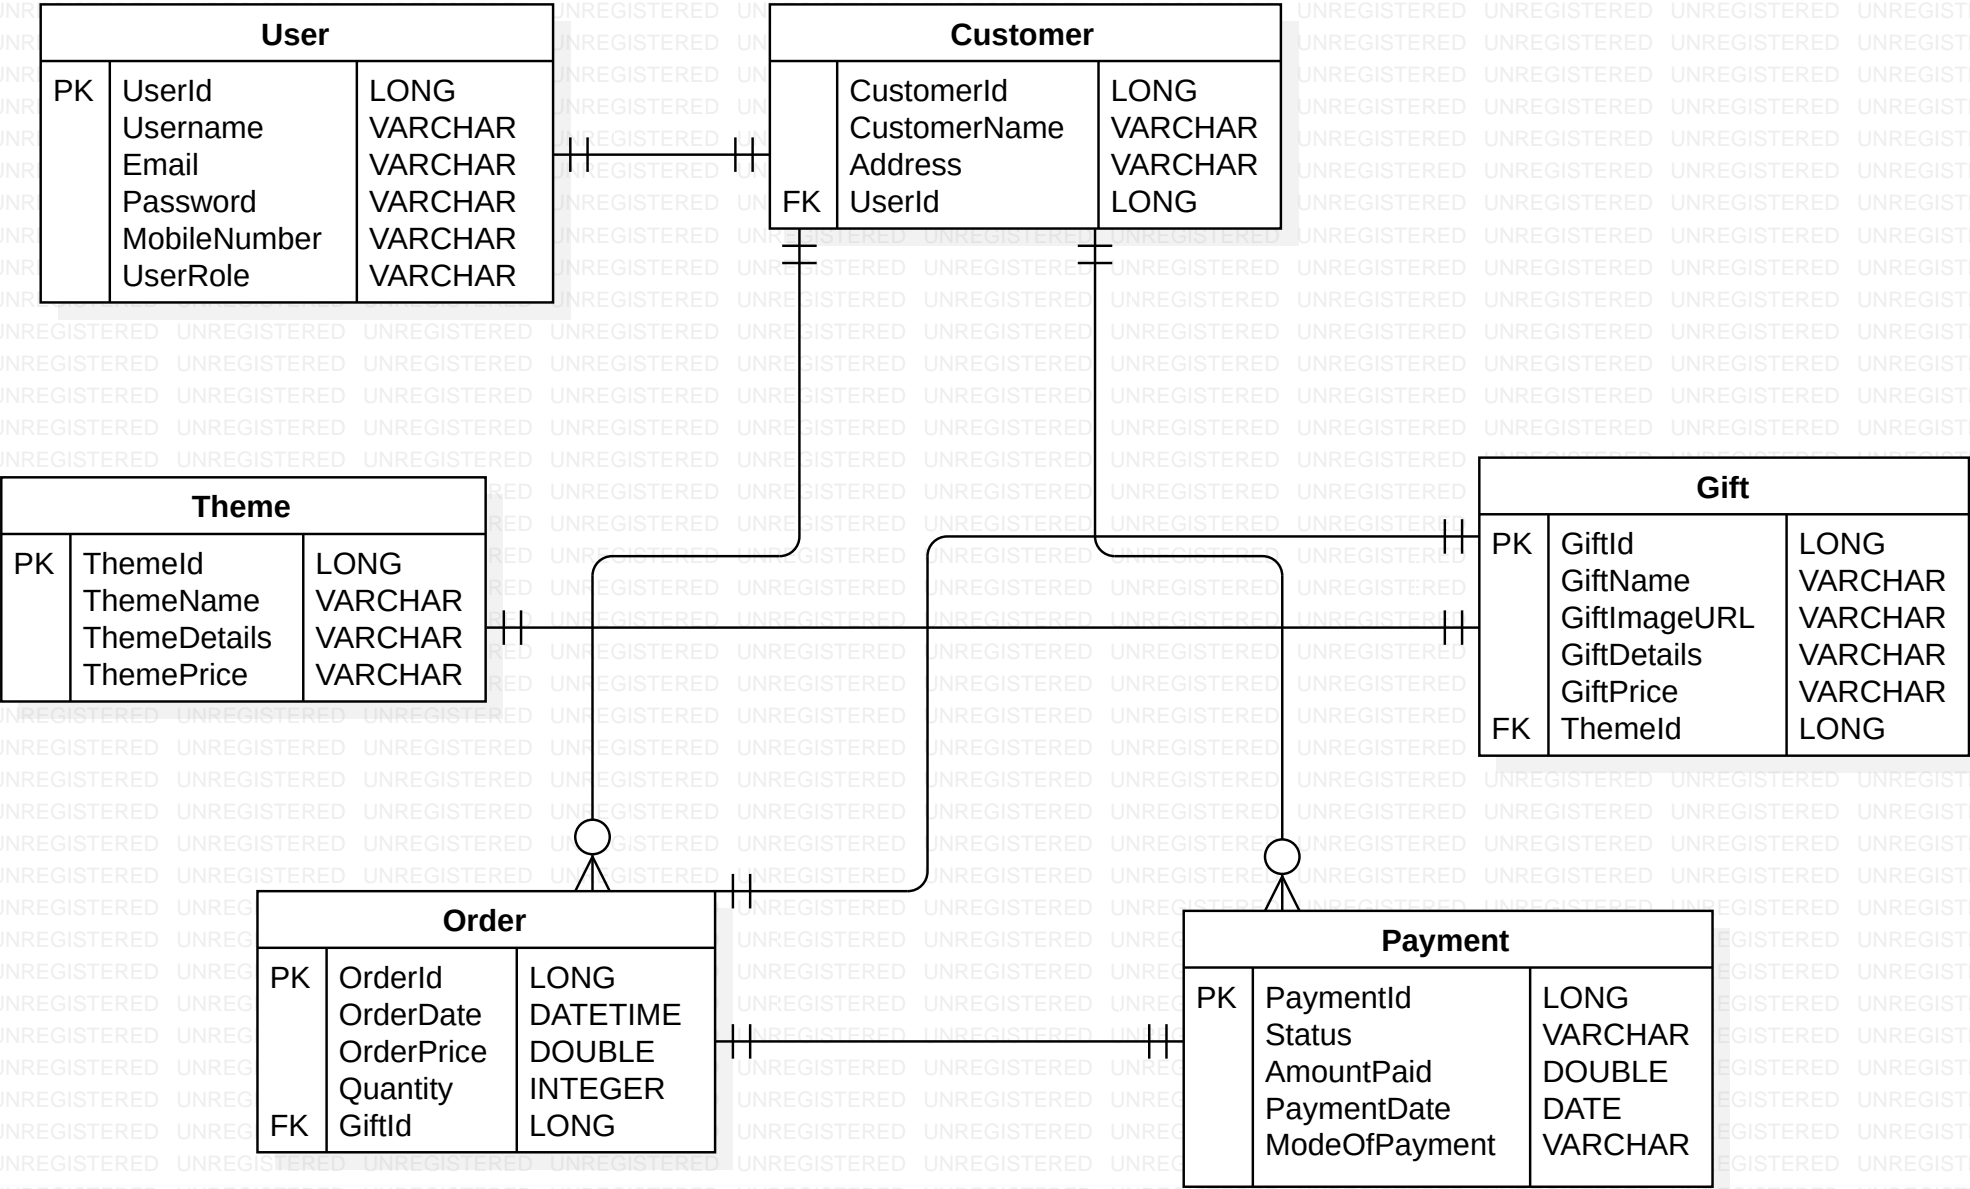 User
PK UserId LONG
Username VARCHAR
Email VARCHAR
Password VARCHAR
MobileNumber VARCHAR
UserRole VARCHAR
Customer
CustomerId LONG
CustomerName VARCHAR
Address VARCHAR
FK UserId LONG
Theme
PK ThemeId LONG
ThemeName VARCHAR
ThemeDetails VARCHAR
ThemePrice VARCHAR
Gift
PK GiftId LONG
GiftName VARCHAR
GiftImageURL VARCHAR
GiftDetails VARCHAR
GiftPrice VARCHAR
FK ThemeId LONG
Order
PK OrderId LONG
OrderDate DATETIME
OrderPrice DOUBLE
Quantity INTEGER
FK GiftId LONG
Payment
PK PaymentId LONG
Status VARCHAR
AmountPaid DOUBLE
PaymentDate DATE
ModeOfPayment VARCHAR
UNREGISTERED